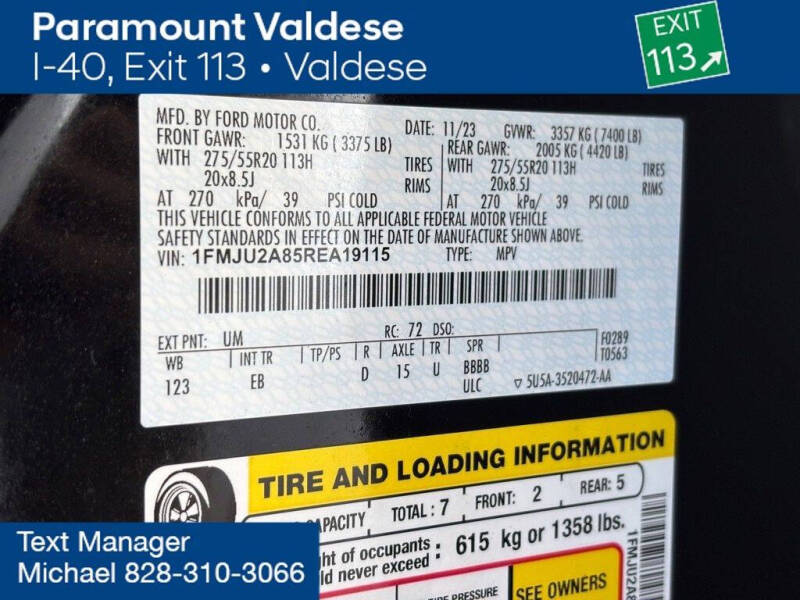 Paramount Valdese
I-40, Exit 113 • Valdese
EXIT
113
MFD. BY FORD MOTOR CO.
DATE: 11/23 GVWR: 3357 KG ( 7400 LB)
FRONT GAWR: 1531 KG ( 3375 LB) REAR GAWR: 2005 KG ( 4420 LB)
WITH 275/55R20 113H TIRES WITH 275/55R20 113H TIRES
20x8.5J RIMS 20x8.5J RIMS
AT 270 kPa/ 39 PSI COLD AT 270 kPa/ 39 PSI COLD
THIS VEHICLE CONFORMS TO ALL APPLICABLE FEDERAL MOTOR VEHICLE
SAFETY STANDARDS IN EFFECT ON THE DATE OF MANUFACTURE SHOWN ABOVE.
VIN: 1FMJU2A85REA19115 TYPE: MPV
EXT PNT: UM RC: 72 DSO:
WB INT TR TP/PS R AXLE TR SPR F0289
T0563
123 EB D 15 U BBBB
ULC 5U5A-3520472-AA
TIRE AND LOADING INFORMATION
TOTAL : 7 FRONT: 2 REAR: 5
of occupants : 615 kg or 1358 lbs.
never exceed
PRESSURE
SEE OWNERS
Text Manager
Michael 828-310-3066